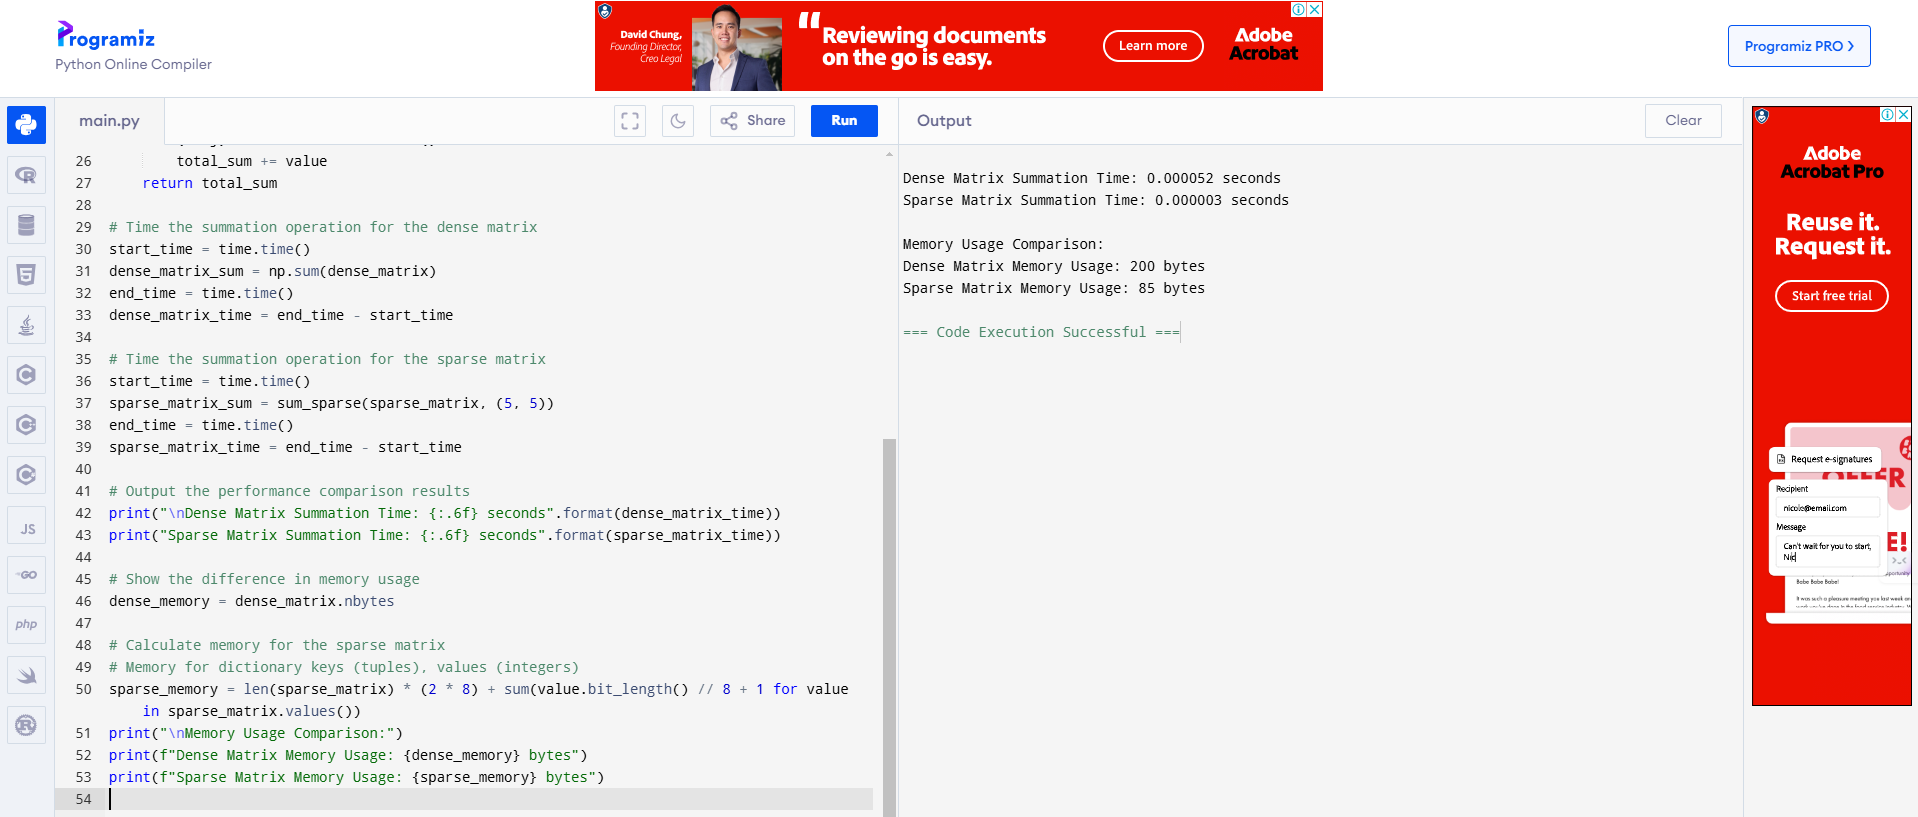 Programiz
Python Online Compiler
David Chung,
Founding Director,
Creo Legal
“Reviewing documents
on the go is easy.
Learn more
Adobe
Acrobat
Programiz PRO >
main.py
Share
Run
Output
Clear
26 total_sum += value
27 return total_sum
28
29 # Time the summation operation for the dense matrix
30 start_time = time.time()
31 dense_matrix_sum = np.sum(dense_matrix)
32 end_time = time.time()
33 dense_matrix_time = end_time - start_time
34
35 # Time the summation operation for the sparse matrix
36 start_time = time.time()
37 sparse_matrix_sum = sum_sparse(sparse_matrix, (5, 5))
38 end_time = time.time()
39 sparse_matrix_time = end_time - start_time
40
41 # Output the performance comparison results
42 print("\nDense Matrix Summation Time: {:.6f} seconds".format(dense_matrix_time))
43 print("Sparse Matrix Summation Time: {:.6f} seconds".format(sparse_matrix_time))
44
45 # Show the difference in memory usage
46 dense_memory = dense_matrix.nbytes
47
48 # Calculate memory for the sparse matrix
49 # Memory for dictionary keys (tuples), values (integers)
50 sparse_memory = len(sparse_matrix) * (2 * 8) + sum(value.bit_length() // 8 + 1 for value
in sparse_matrix.values())
51 print("\nMemory Usage Comparison:")
52 print(f"Dense Matrix Memory Usage: {dense_memory} bytes")
53 print(f"Sparse Matrix Memory Usage: {sparse_memory} bytes")
54
JS
GO
php
Dense Matrix Summation Time: 0.000052 seconds
Sparse Matrix Summation Time: 0.000003 seconds
Memory Usage Comparison:
Dense Matrix Memory Usage: 200 bytes
Sparse Matrix Memory Usage: 85 bytes
=== Code Execution Successful ===
Adobe
Acrobat Pro
Reuse it.
Request it.
Start free trial
Request e-signatures
OFFER
Recipient
nicole@email.com
Message
Can't wait for you to start,
Nic
E!
Babe Babe Babe!
It was such a pleasure meeting you last week